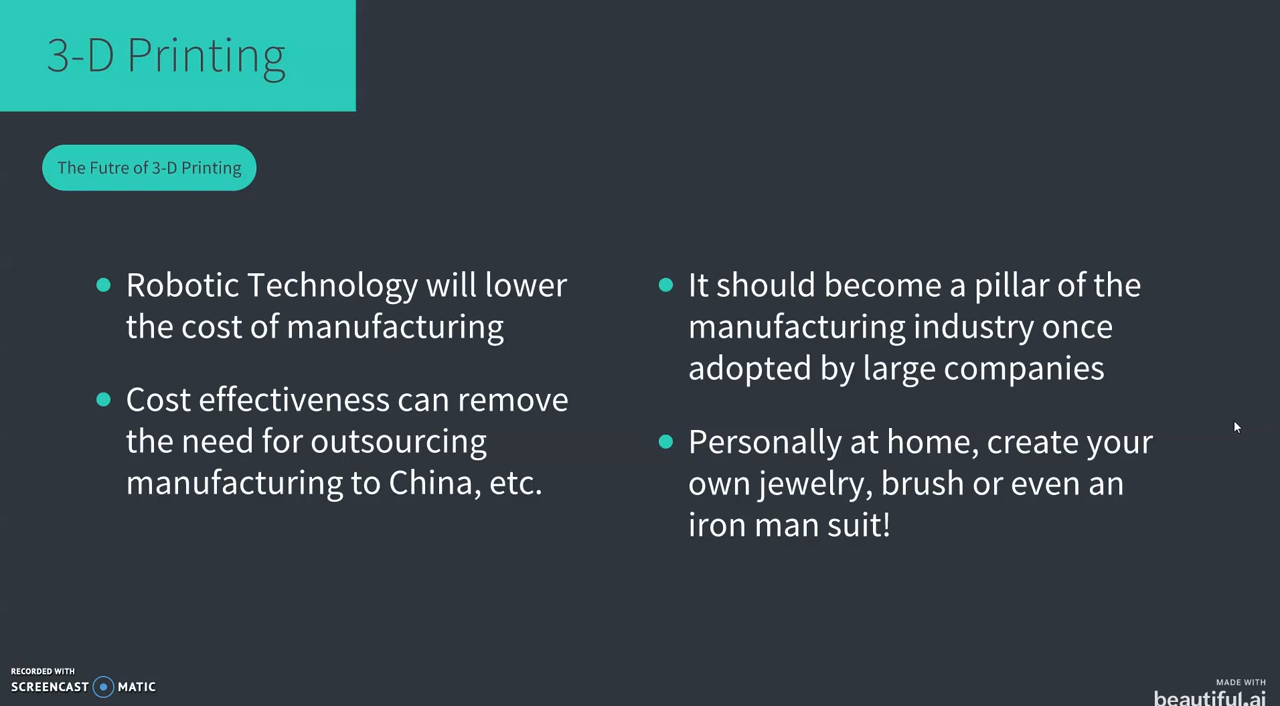 3-D Printing
The Futre of 3-D Printing
Robotic Technology will lower
the cost of manufacturing
Cost effectiveness can remove
the need for outsourcing
manufacturing to China, etc.
It should become a pillar of the
manufacturing industry once
adopted by large companies
Personally at home, create your
own jewelry, brush or even an
iron man suit!
RECORDED WITH
SCREENCAST MATIC
MADE WITH
beautiful.ai